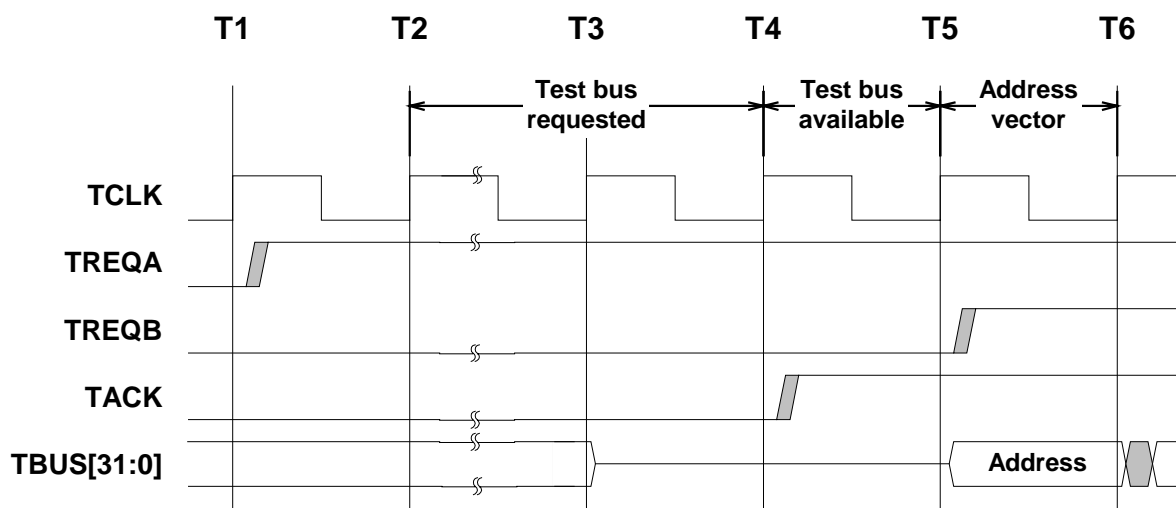 T1 T2 T3 T4 T5 T6
Test bus requested
Test bus available
Address vector
TCLK
TREQA
TREQB
TACK
TBUS[31:0] Address